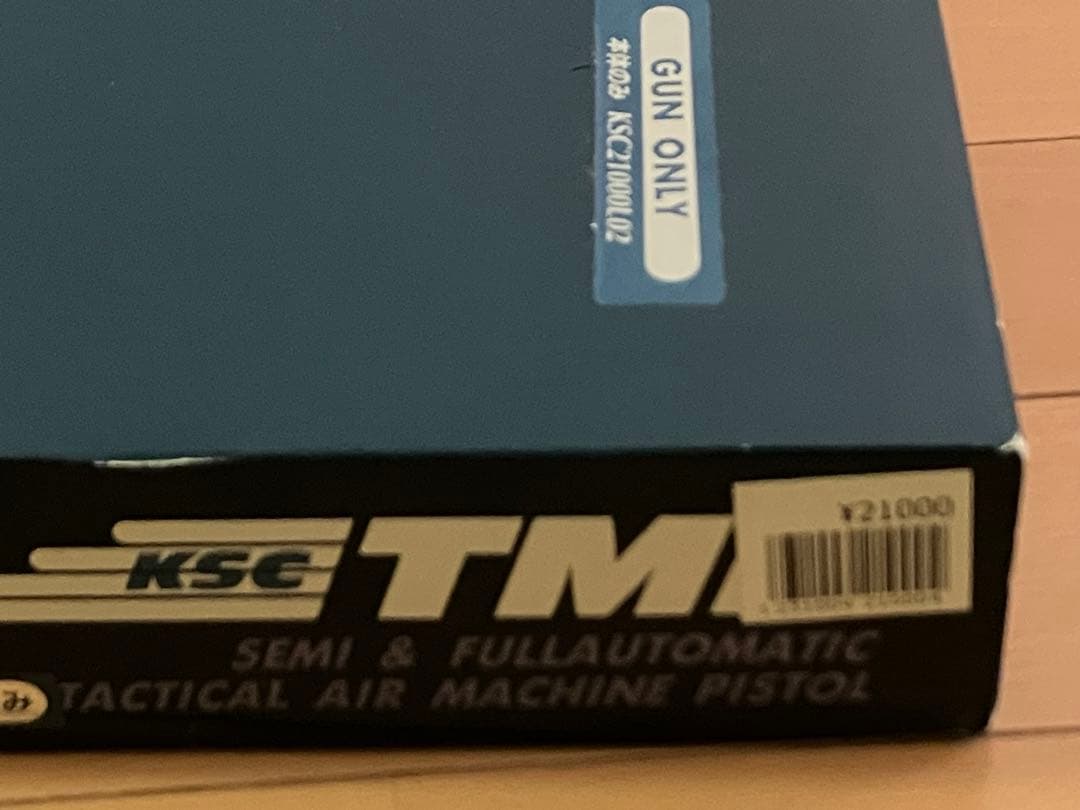 GUN ONLY
本体のみ KSC21000L02
KSC TM
¥21000
SEMI & FULLAUTOMATIC
TACTICAL AIR MACHINE PISTOL